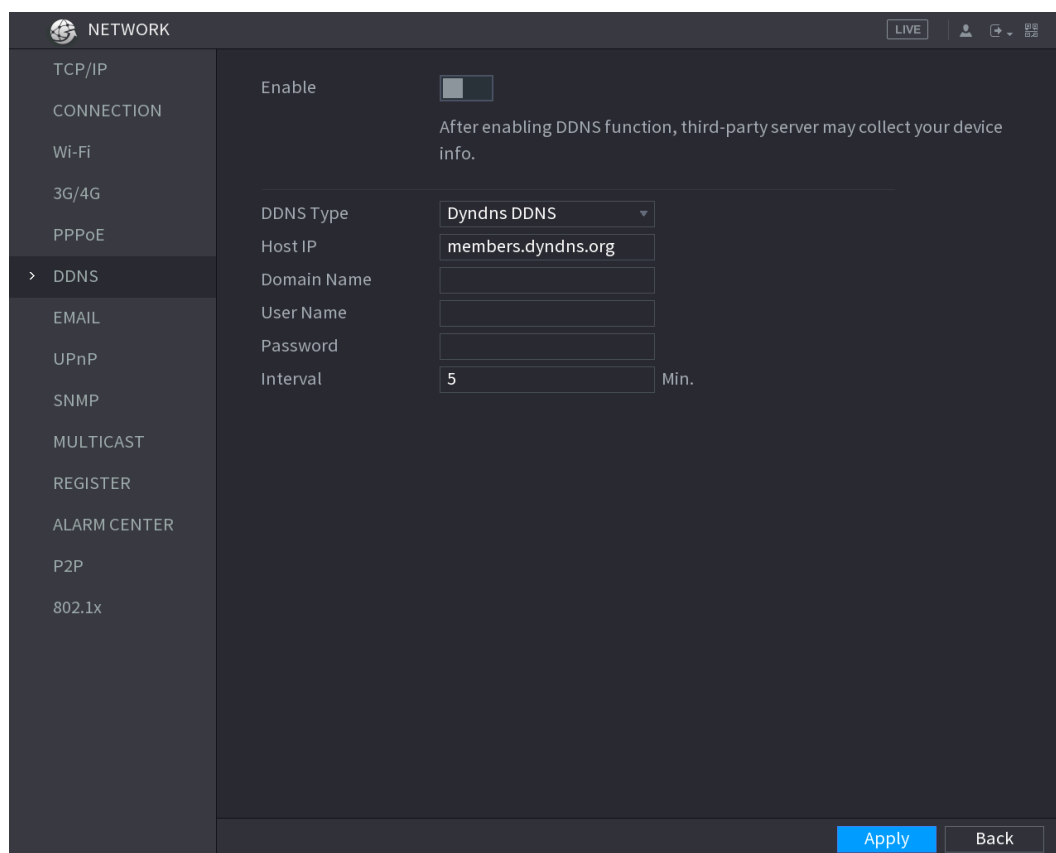 NETWORK
LIVE
TCP/IP
CONNECTION
Wi-Fi
3G/4G
PPPoE
DDNS
EMAIL
UPnP
SNMP
MULTICAST
REGISTER
ALARM CENTER
P2P
802.1x
Enable
After enabling DDNS function, third-party server may collect your device
info.
DDNS Type Dyndns DDNS
Host IP members.dyndns.org
Domain Name
User Name
Password
Interval 5 Min.
Apply Back